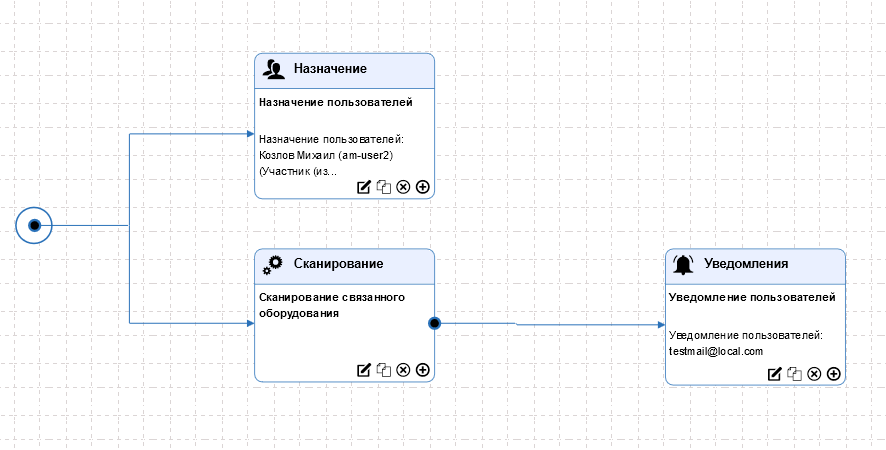 Назначение
Назначение пользователей
Назначение пользователей:
Козлов Михаил (am-user2)
(Участник (из...
Сканирование
Сканирование связанного
оборудования
Уведомления
Уведомление пользователей
Уведомление пользователей:
testmail@local.com